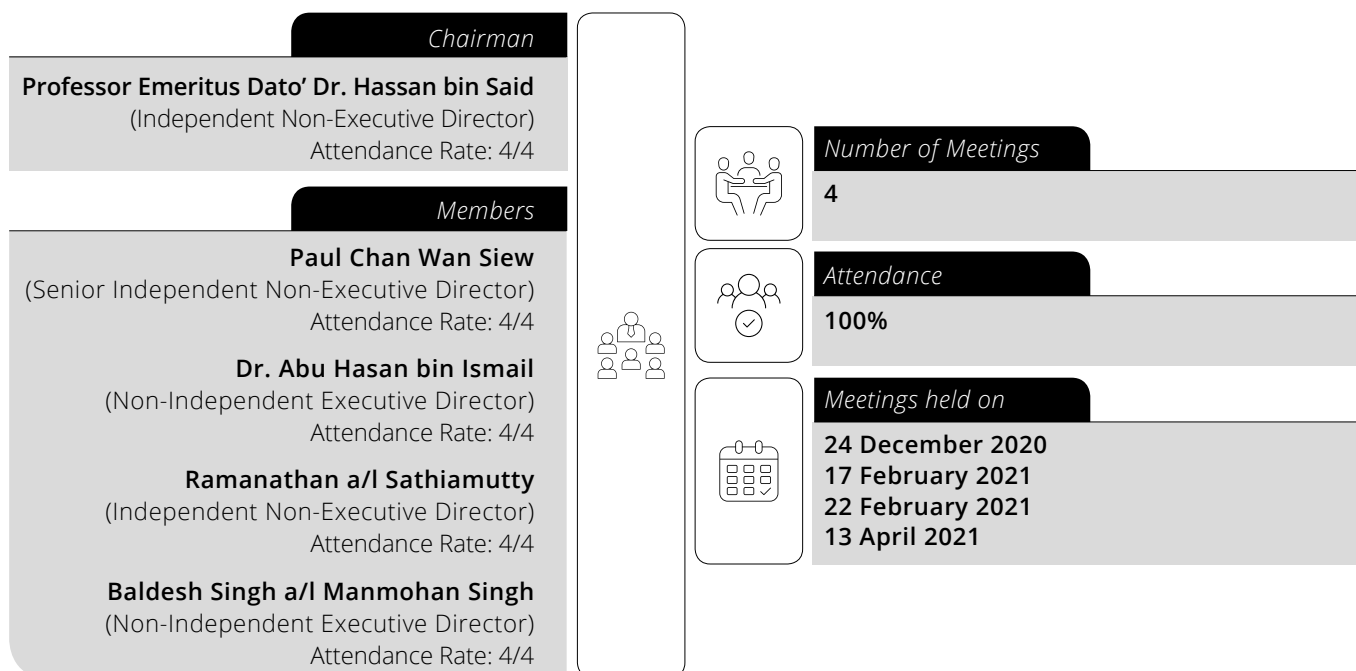 Chairman
Professor Emeritus Dato’ Dr. Hassan bin Said
(Independent Non-Executive Director)
Attendance Rate: 4/4
Members
Paul Chan Wan Siew
(Senior Independent Non-Executive Director)
Attendance Rate: 4/4
Dr. Abu Hasan bin Ismail
(Non-Independent Executive Director)
Attendance Rate: 4/4
Ramanathan a/l Sathiamutty
(Independent Non-Executive Director)
Attendance Rate: 4/4
Baldesh Singh a/l Manmohan Singh
(Non-Independent Executive Director)
Attendance Rate: 4/4
Number of Meetings
4
Attendance
100%
Meetings held on
24 December 2020
17 February 2021
22 February 2021
13 April 2021